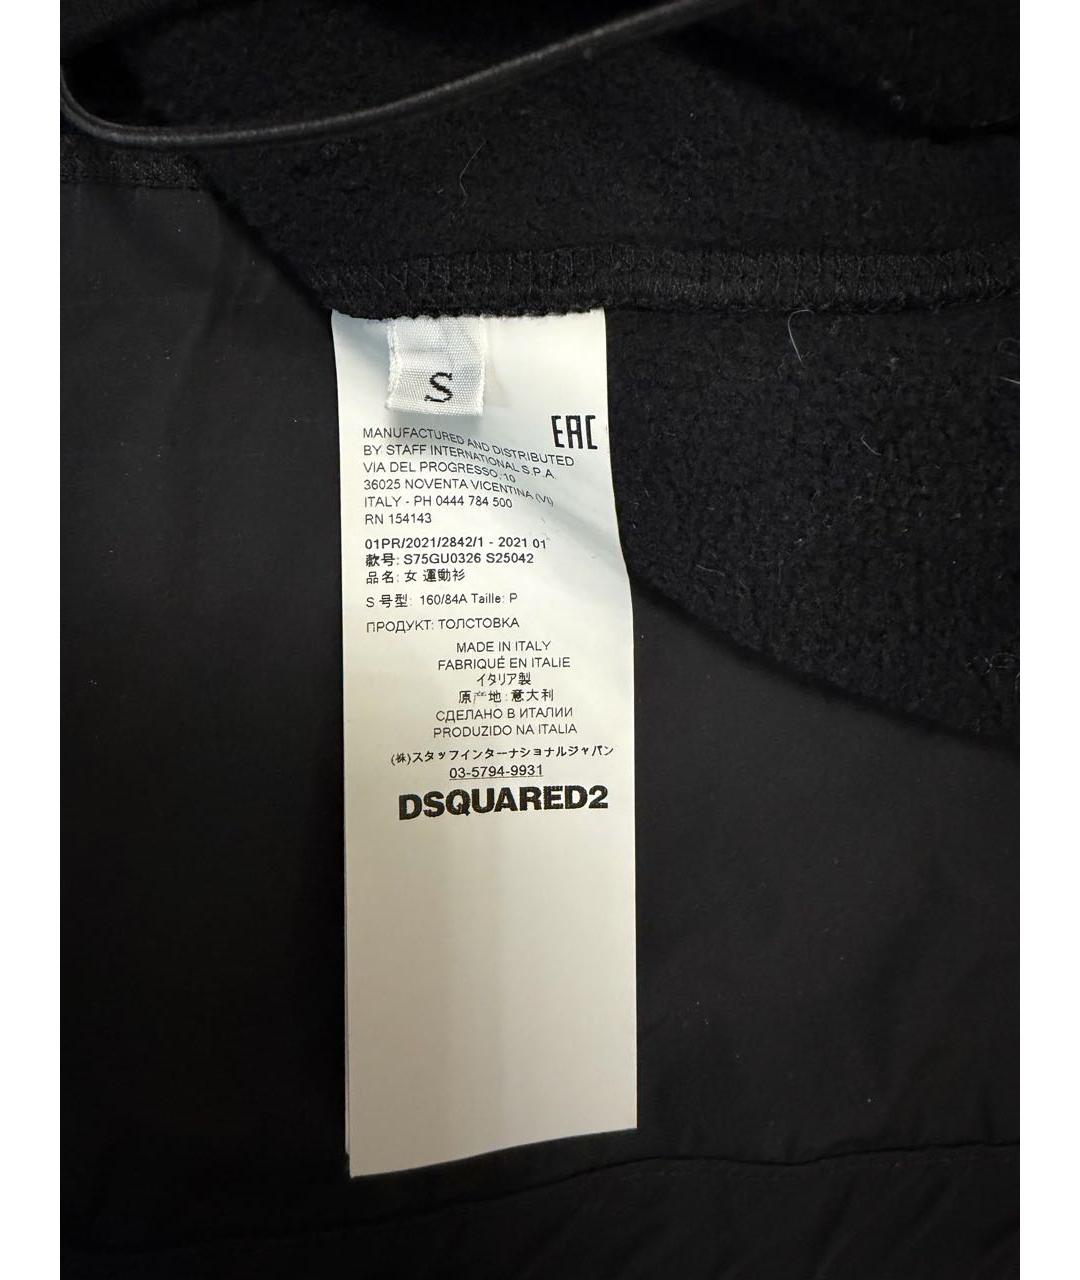 S
EAC
MANUFACTURED AND DISTRIBUTED
BY STAFF INTERNATIONAL S.P.A.
VIA DEL PROGRESSO, 10
36025 NOVENTA VICENTINA (VI)
ITALY - PH 0444 784 500
RN 154143
01PR/2021/2842/1 - 2021 01
款号: S75GU0326 S25042
品名: 女 運動衫
S 号型: 160/84A Taille: P
ПРОДУКТ: ТОЛСТОВКА
MADE IN ITALY
FABRIQUÉ EN ITALIE
イタリア製
原产地:意大利
СДЕЛАНО В ИТАЛИИ
PRODUZIDO NA ITALIA
(株)スタッフインターナショナルジャパン
03-5794-9931
DSQUARED2